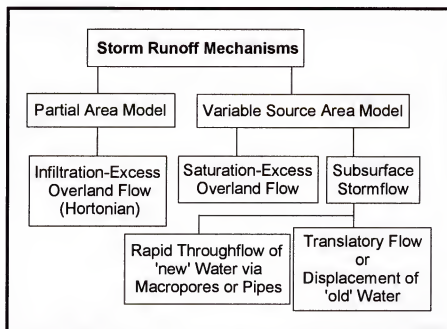 Storm Runoff Mechanisms
Partial Area Model
Variable Source Area Model
Infiltration-Excess
Overland Flow
(Hortonian)
Saturation-Excess
Overland Flow
Subsurface
Stormflow
Rapid Throughflow of
'new' Water via
Macropores or Pipes
Translatory Flow
or
Displacement of
'old' Water